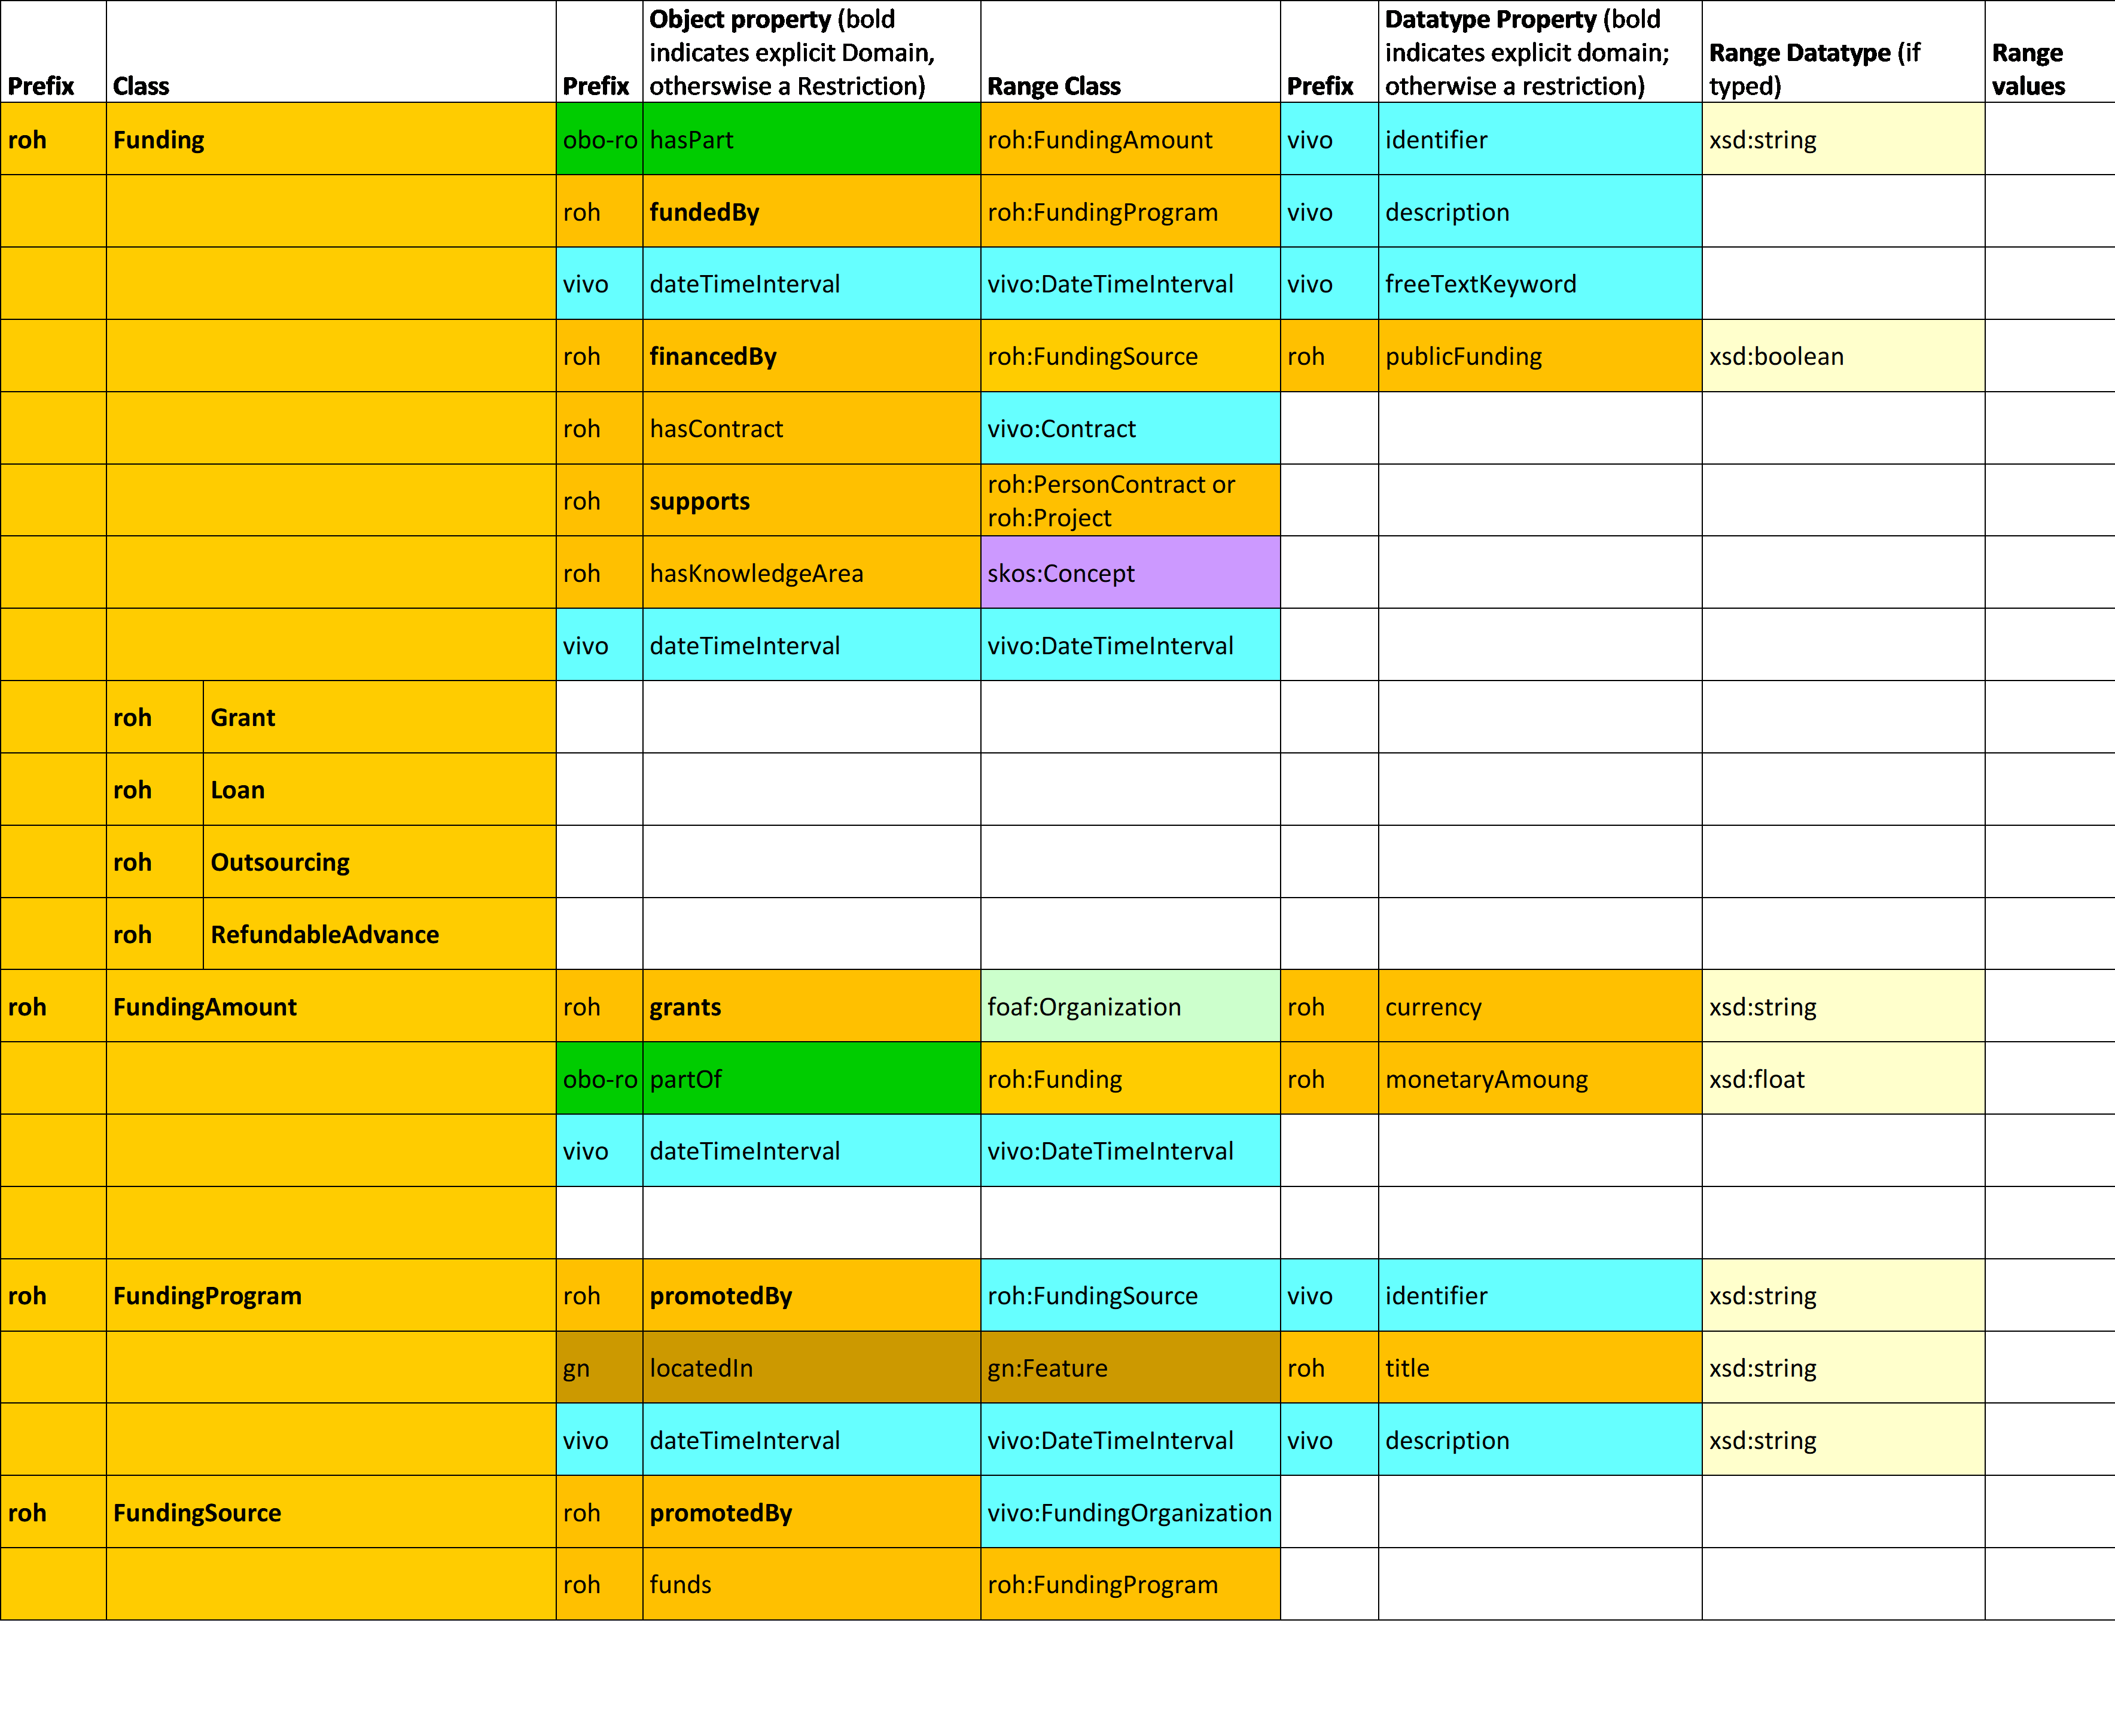 Prefix Class Prefix Object property (bold indicates explicit Domain, otherswise a Restriction) Range Class Prefix Datatype Property (bold indicates explicit domain; otherwise a restriction) Range Datatype (if typed) Range values
roh Funding obo-ro hasPart roh:FundingAmount vivo identifier xsd:string
roh fundedBy roh:FundingProgram vivo description
vivo dateTimeInterval vivo:DateTimeInterval vivo freeTextKeyword
roh financedBy roh:FundingSource roh publicFunding xsd:boolean
roh hasContract vivo:Contract
roh supports roh:PersonContract or roh:Project
roh hasKnowledgeArea skos:Concept
vivo dateTimeInterval vivo:DateTimeInterval
roh Grant
roh Loan
roh Outsourcing
roh RefundableAdvance
roh FundingAmount roh grants foaf:Organization roh currency xsd:string
obo-ro partOf roh:Funding roh monetaryAmoung xsd:float
vivo dateTimeInterval vivo:DateTimeInterval
roh FundingProgram roh promotedBy roh:FundingSource vivo identifier xsd:string
gn locatedIn gn:Feature roh title xsd:string
vivo dateTimeInterval vivo:DateTimeInterval vivo description xsd:string
roh FundingSource roh promotedBy vivo:FundingOrganization
roh funds roh:FundingProgram